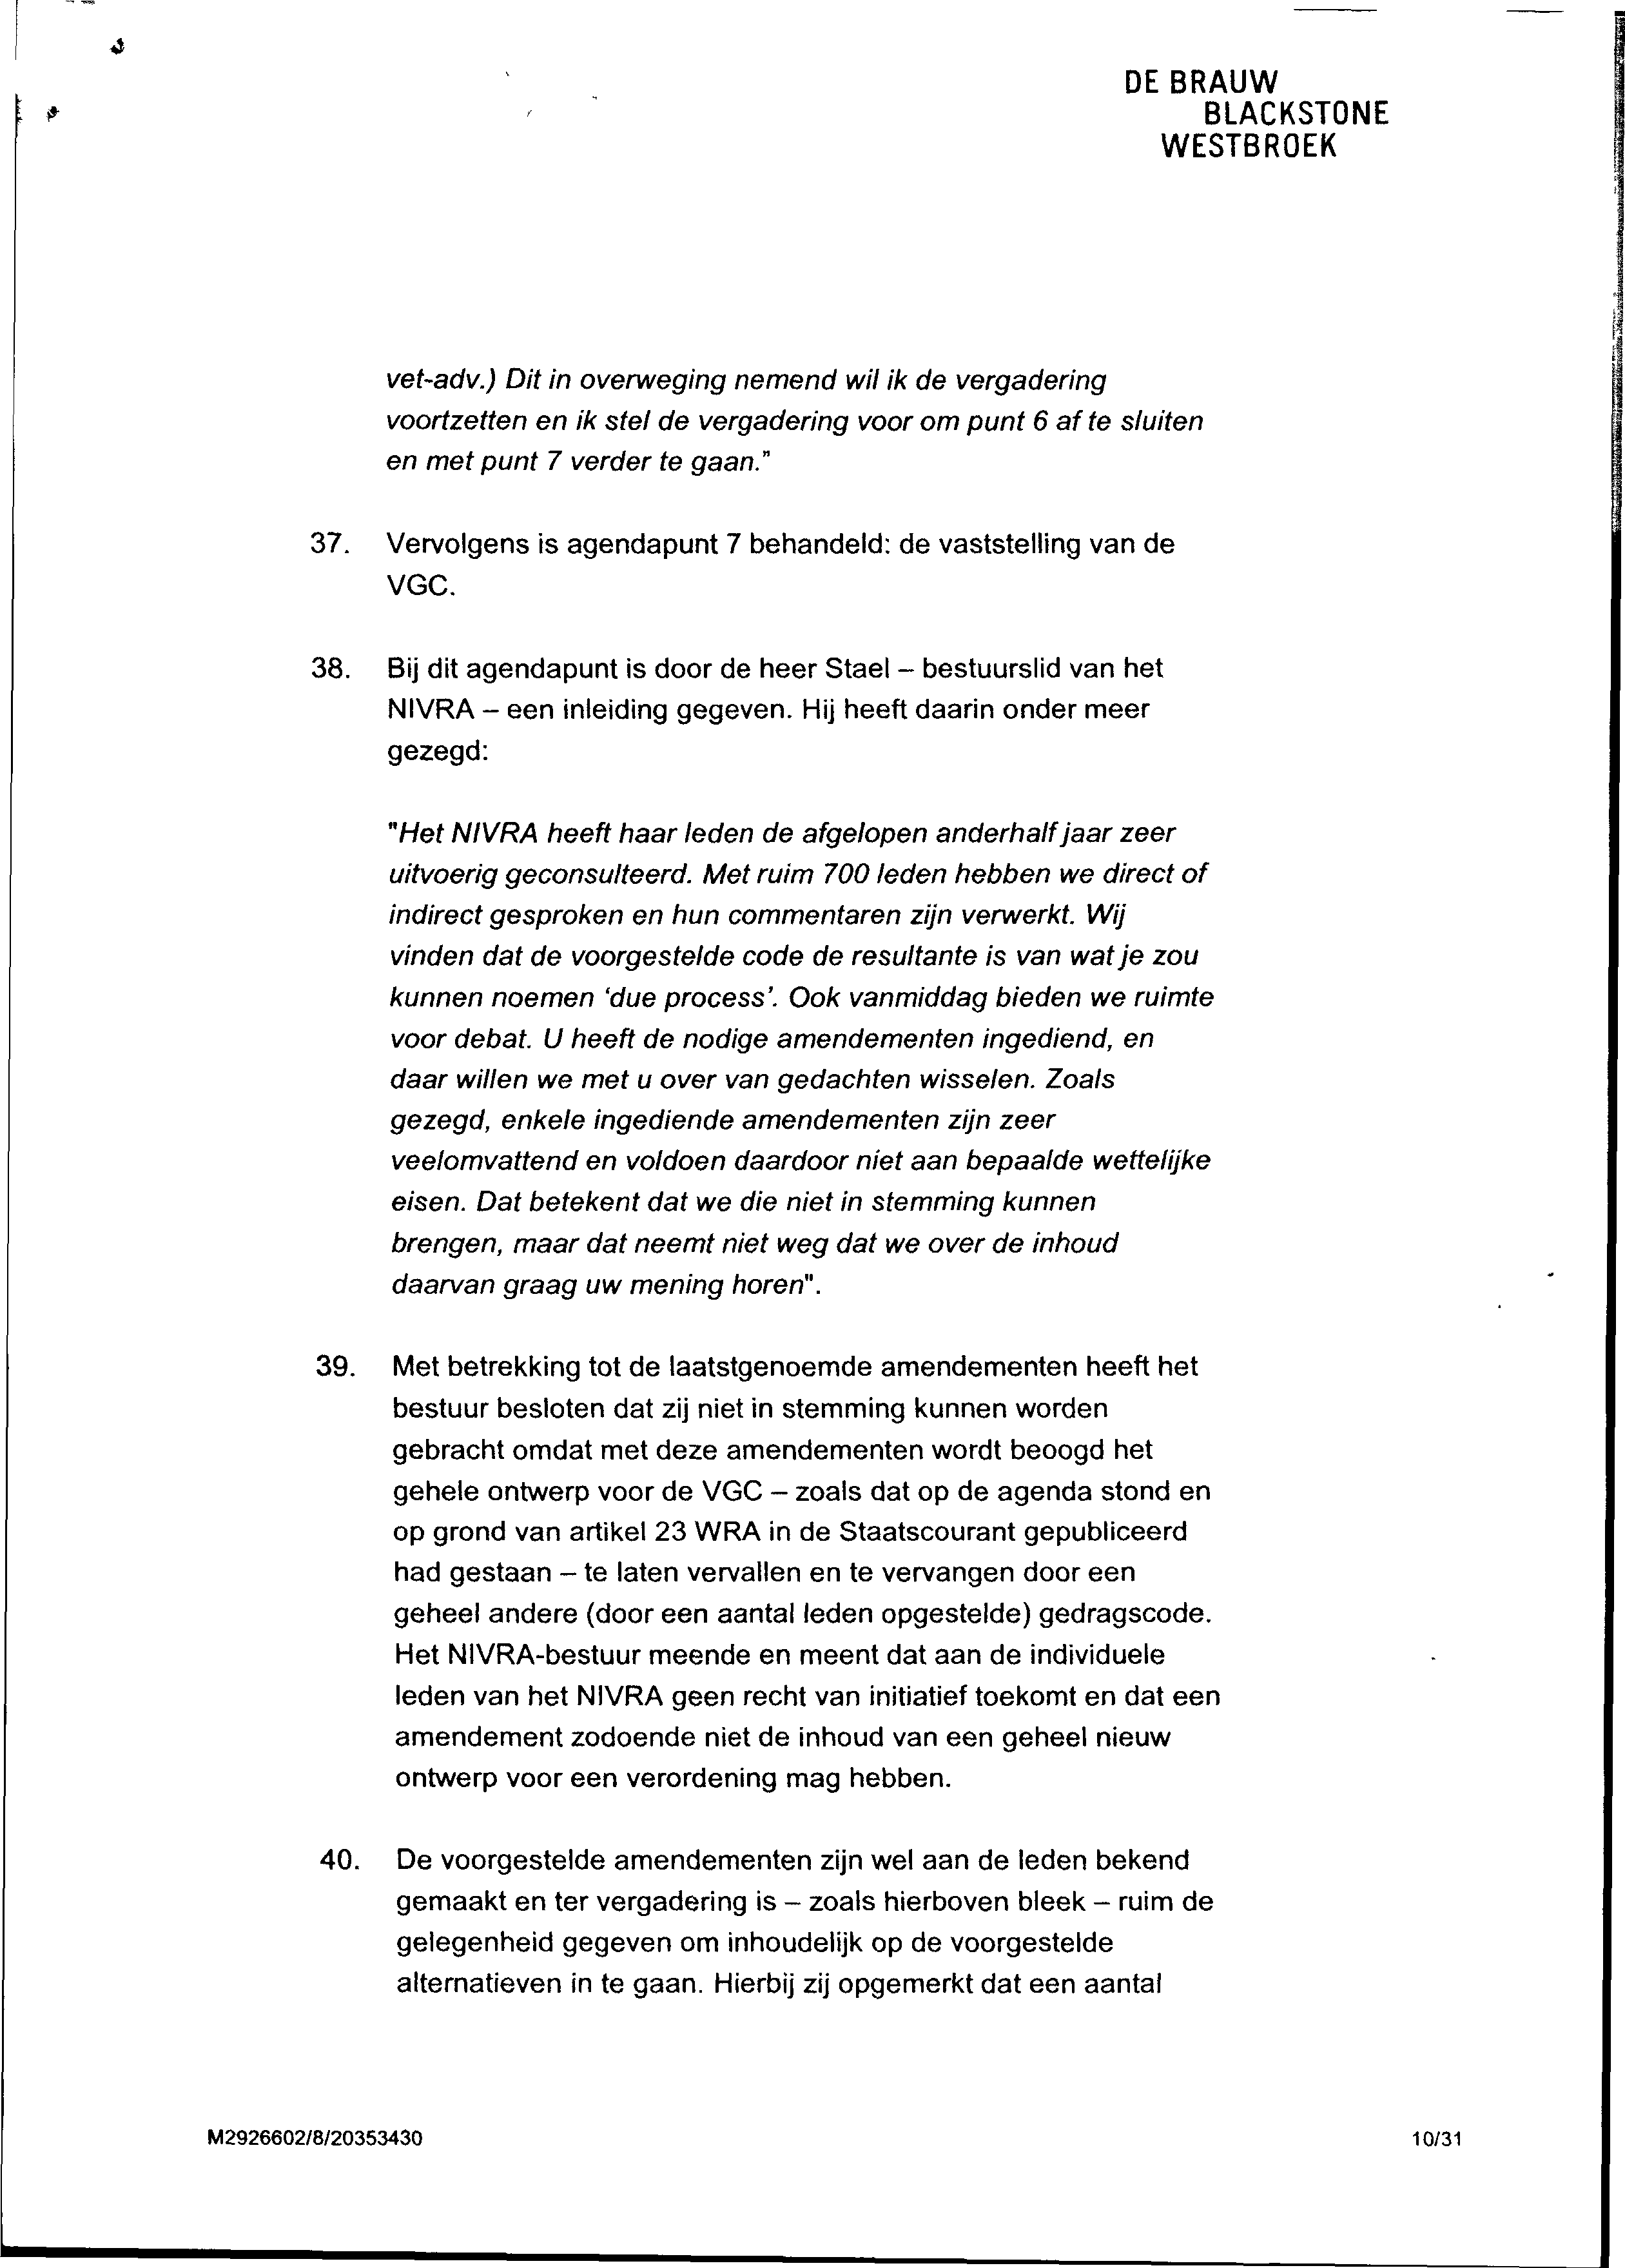 DE BRAUW
BLACKSTONE
WESTBROEK
vet-adv.) Dit in overweging nemend wil ik de vergadering
voortzetten en ik stel de vergadering voor om punt 6 af te sluiten
en met punt 7 verder te gaan."
37. Vervolgens is agendapunt 7 behandeld: de vaststelling van de
VGC.
38. Bij dit agendapunt is door de heer Stael – bestuurslid van het
NIVRA – een inleiding gegeven. Hij heeft daarin onder meer
gezegd:
"Het NIVRA heeft haar leden de afgelopen anderhalf jaar zeer
uitvoerig geconsulteerd. Met ruim 700 leden hebben we direct of
indirect gesproken en hun commentaren zijn verwerkt. Wij
vinden dat de voorgestelde code de resultante is van wat je zou
kunnen noemen 'due process'. Ook vanmiddag bieden we ruimte
voor debat. U heeft de nodige amendementen ingediend, en
daar willen we met u over van gedachten wisselen. Zoals
gezegd, enkele ingediende amendementen zijn zeer
veelomvattend en voldoen daardoor niet aan bepaalde wettelijke
eisen. Dat betekent dat we die niet in stemming kunnen
brengen, maar dat neemt niet weg dat we over de inhoud
daarvan graag uw mening horen".
39. Met betrekking tot de laatstgenoemde amendementen heeft het
bestuur besloten dat zij niet in stemming kunnen worden
gebracht omdat met deze amendementen wordt beoogd het
gehele ontwerp voor de VGC – zoals dat op de agenda stond en
op grond van artikel 23 WRA in de Staatscourant gepubliceerd
had gestaan – te laten vervallen en te vervangen door een
geheel andere (door een aantal leden opgestelde) gedragscode.
Het NIVRA-bestuur meende en meent dat aan de individuele
leden van het NIVRA geen recht van initiatief toekomt en dat een
amendement zodoende niet de inhoud van een geheel nieuw
ontwerp voor een verordening mag hebben.
40. De voorgestelde amendementen zijn wel aan de leden bekend
gemaakt en ter vergadering is – zoals hierboven bleek – ruim de
gelegenheid gegeven om inhoudelijk op de voorgestelde
alternatieven in te gaan. Hierbij zij opgemerkt dat een aantal
M2926602/8/20353430
10/31